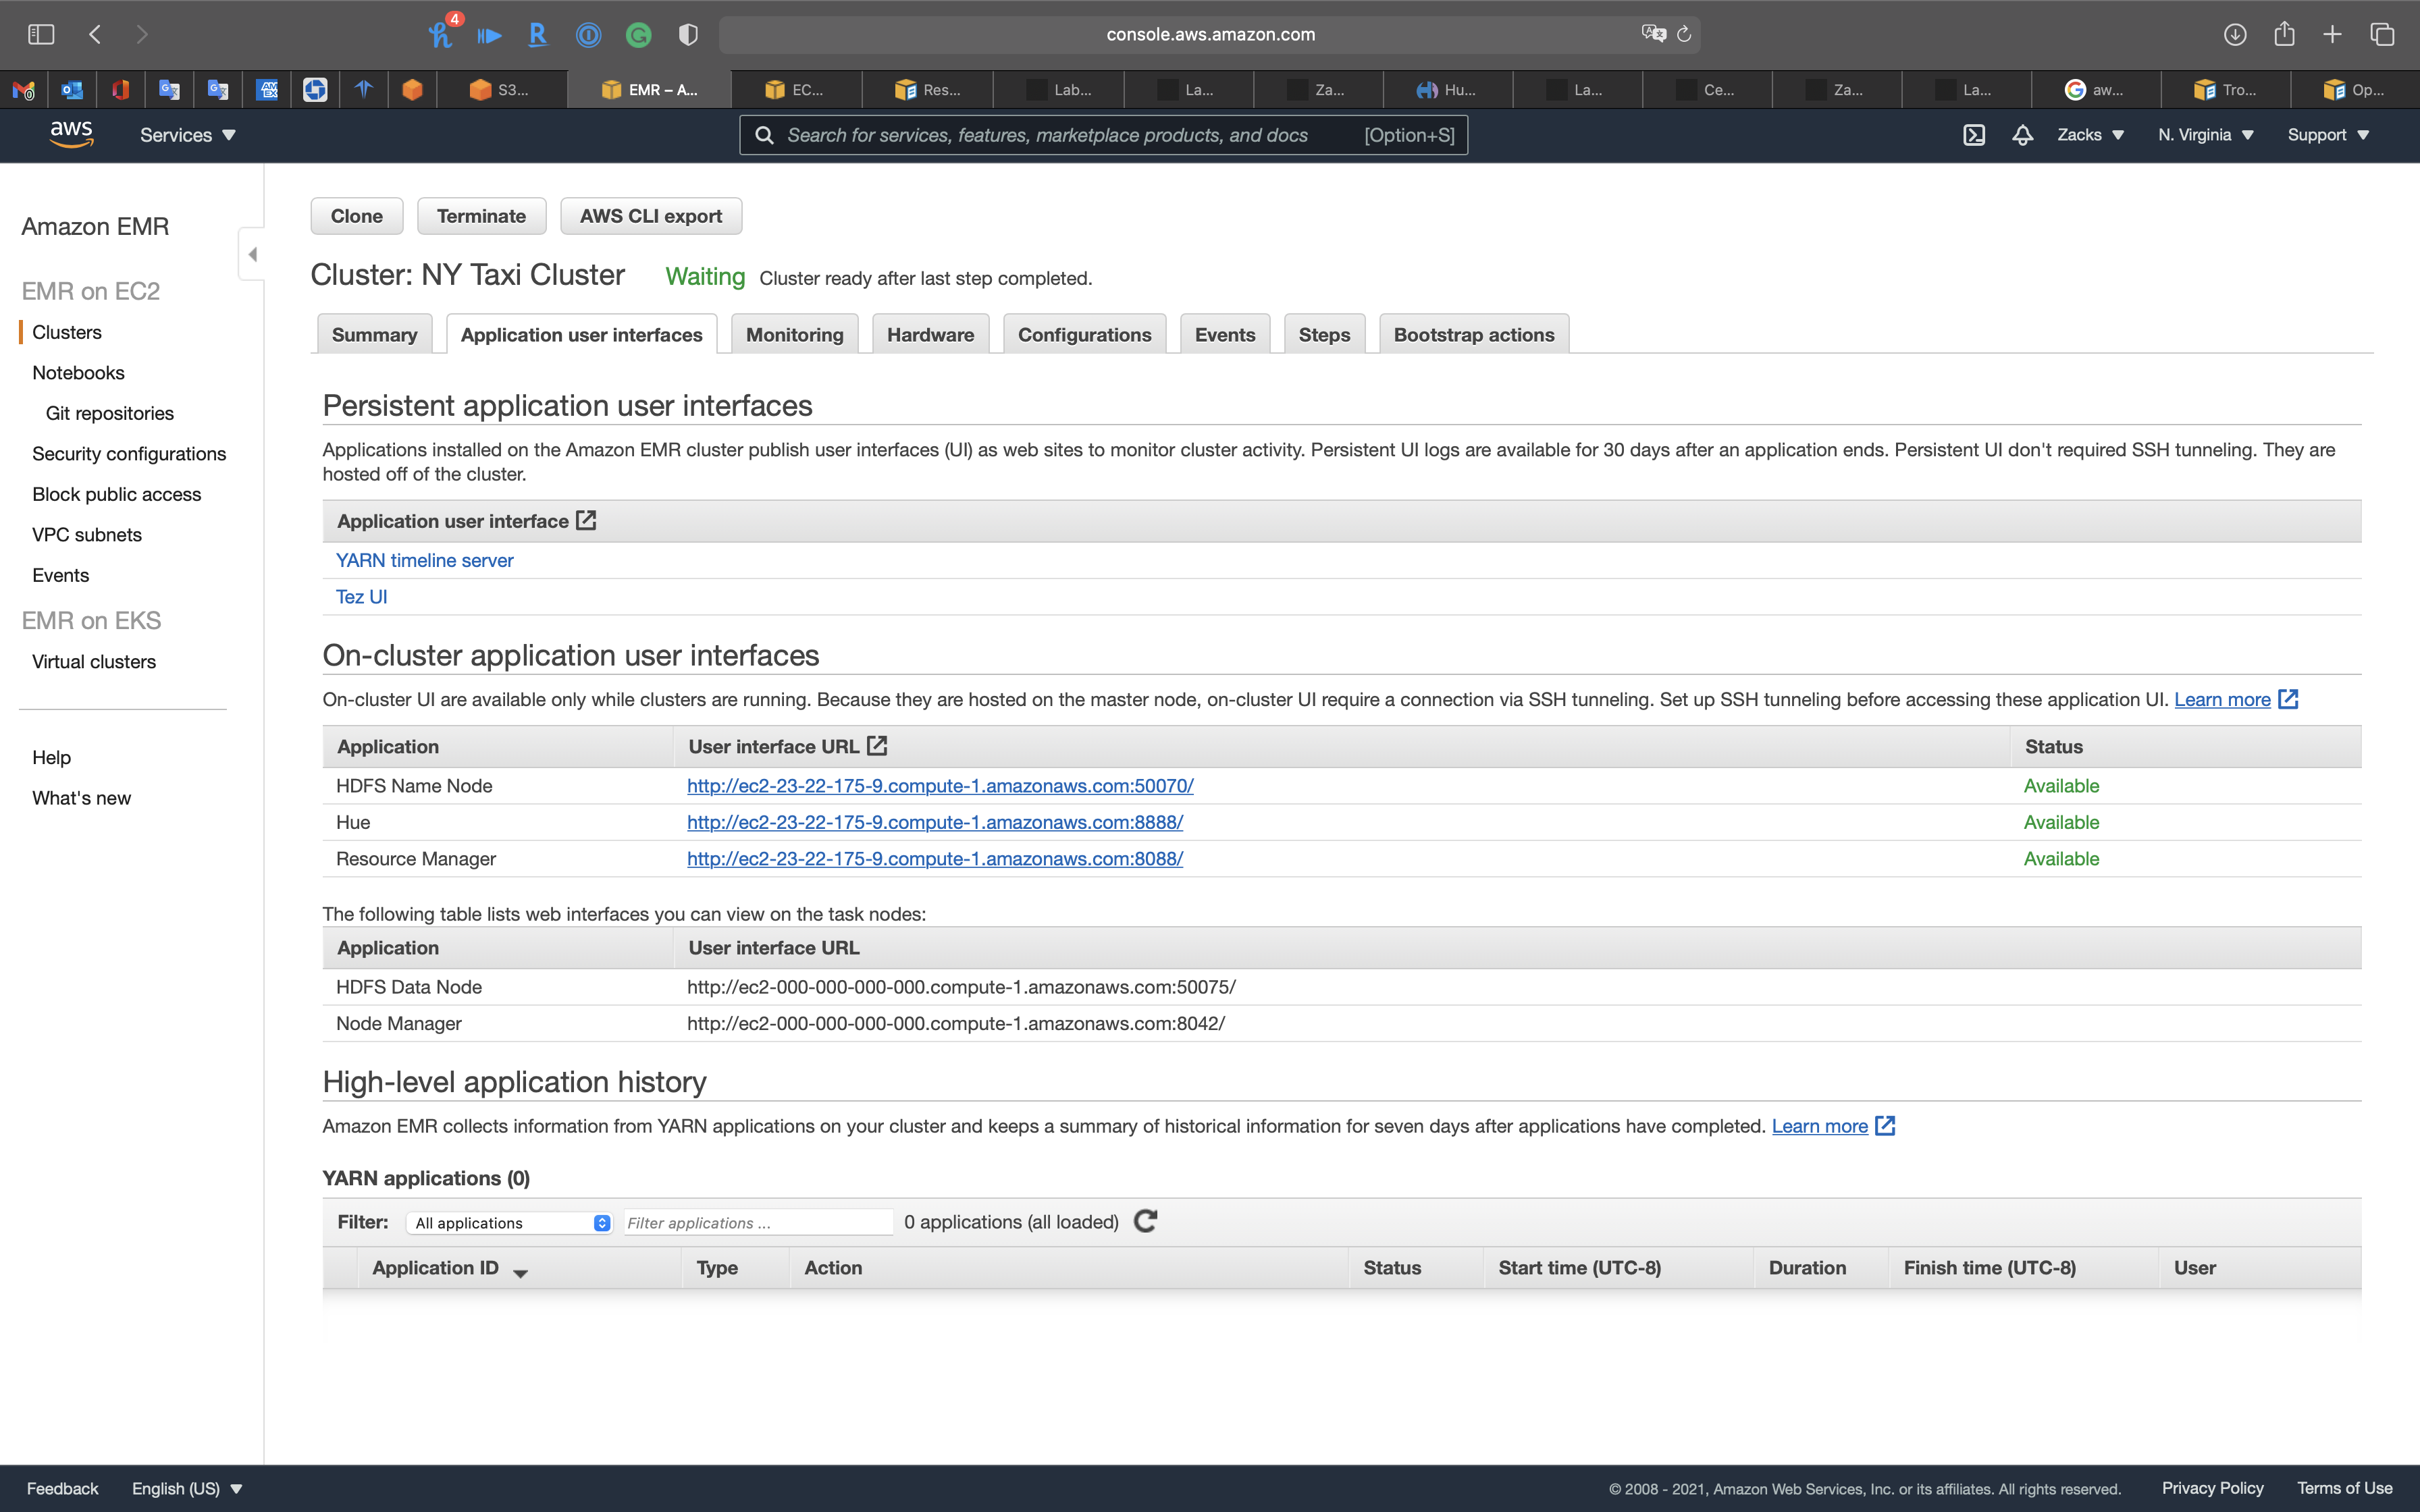 4
console.aws.amazon.com
S3...
EMR – A...
EC...
Res...
Lab...
La...
Za...
Hu...
La...
Ce...
Za...
La...
aw...
Tro...
Op...
aws
Services
Search for services, features, marketplace products, and docs [Option+S]
Zacks
N. Virginia
Support
Amazon EMR
EMR on EC2
Clusters
Notebooks
Git repositories
Security configurations
Block public access
VPC subnets
Events
EMR on EKS
Virtual clusters
Help
What's new
Clone
Terminate
AWS CLI export
Cluster: NY Taxi Cluster Waiting Cluster ready after last step completed.
Summary
Application user interfaces
Monitoring
Hardware
Configurations
Events
Steps
Bootstrap actions
Persistent application user interfaces
Applications installed on the Amazon EMR cluster publish user interfaces (UI) as web sites to monitor cluster activity. Persistent UI logs are available for 30 days after an application ends. Persistent UI don't required SSH tunneling. They are
hosted off of the cluster.
Application user interface
YARN timeline server
Tez UI
On-cluster application user interfaces
On-cluster UI are available only while clusters are running. Because they are hosted on the master node, on-cluster UI require a connection via SSH tunneling. Set up SSH tunneling before accessing these application UI. Learn more
Application User interface URL Status
HDFS Name Node http://ec2-23-22-175-9.compute-1.amazonaws.com:50070/ Available
Hue http://ec2-23-22-175-9.compute-1.amazonaws.com:8888/ Available
Resource Manager http://ec2-23-22-175-9.compute-1.amazonaws.com:8088/ Available
The following table lists web interfaces you can view on the task nodes:
Application User interface URL
HDFS Data Node http://ec2-000-000-000-000.compute-1.amazonaws.com:50075/
Node Manager http://ec2-000-000-000-000.compute-1.amazonaws.com:8042/
High-level application history
Amazon EMR collects information from YARN applications on your cluster and keeps a summary of historical information for seven days after applications have completed. Learn more
YARN applications (0)
Filter: All applications Filter applications ... 0 applications (all loaded)
Application ID Type Action Status Start time (UTC-8) Duration Finish time (UTC-8) User
Feedback English (US) © 2008 - 2021, Amazon Web Services, Inc. or its affiliates. All rights reserved. Privacy Policy Terms of Use